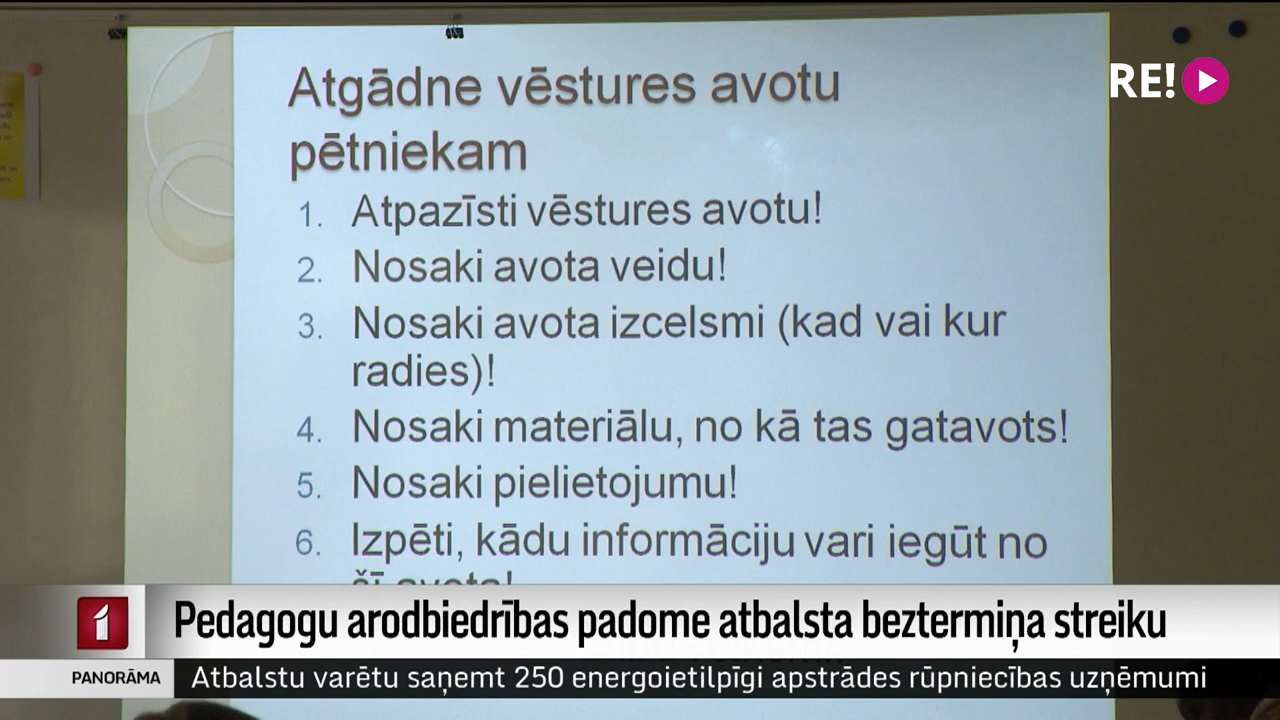 RE!
Atgādne vēstures avotu
pētniekam
1. Atpazīsti vēstures avotu!
2. Nosaki avota veidu!
3. Nosaki avota izcelsmi (kad vai kur
radies)!
4. Nosaki materiālu, no kā tas gatavots!
5. Nosaki pielietojumu!
6. Izpēti, kādu informāciju vari iegūt no
šī avota!
1 Pedagogu arodbiedrības padome atbalsta beztermiņa streiku
PANORĀMA Atbalstu varētu saņemt 250 energoietilpīgi apstrādes rūpniecības uzņēmumi